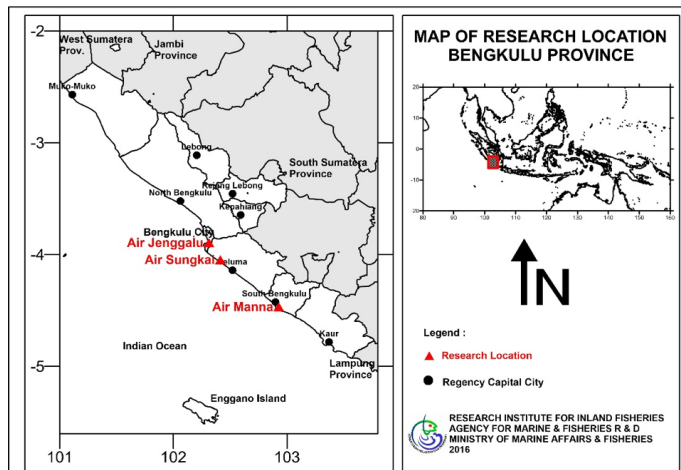 -2
-3
-4
-5
101
102
103
West Sumatera
Prov.
Jambi
Province
Muko-Muko
Lebong
South Sumatera
Province
Rejang Lebong
North Bengkulu
Kepahiang
Bengkulu City
Air Jenggalu
Air Sungkai
Seluma
South Bengkulu
Air Manna
Kaur
Indian Ocean
Lampung
Province
Enggano Island
MAP OF RESEARCH LOCATION
BENGKULU PROVINCE
20
10
0
-10
-20
80 90 100 110 120 130 140 150 160
N
Legend :
Research Location
Regency Capital City
RESEARCH INSTITUTE FOR INLAND FISHERIES
AGENCY FOR MARINE & FISHERIES R & D
MINISTRY OF MARINE AFFAIRS & FISHERIES
2016